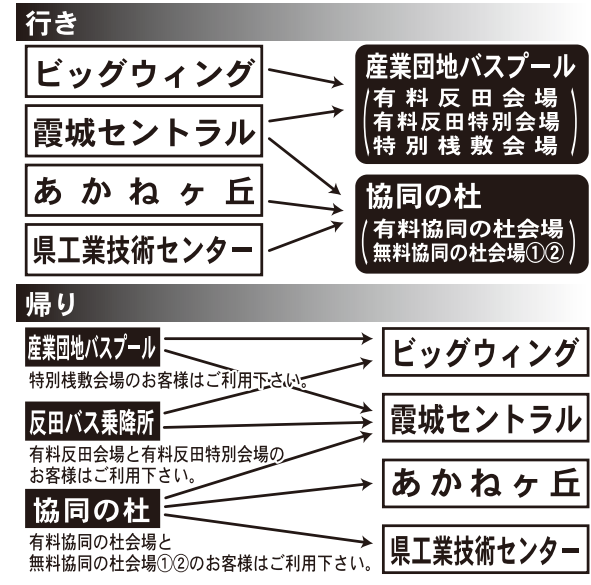 行き
ビッグウィング
霞城セントラル
あかねヶ丘
県工業技術センター
産業団地バスプール
(有料反田会場
有料反田特別会場
特別桟敷会場)
協同の杜
(有料協同の杜会場
無料協同の杜会場①②)
帰り
産業団地バスプール
特別桟敷会場のお客様はご利用下さい。
反田バス乗降所
有料反田会場と有料反田特別会場の
お客様はご利用下さい。
協同の杜
有料協同の杜会場と
無料協同の杜会場①②のお客様はご利用下さい。
ビッグウィング
霞城セントラル
あかねヶ丘
県工業技術センター